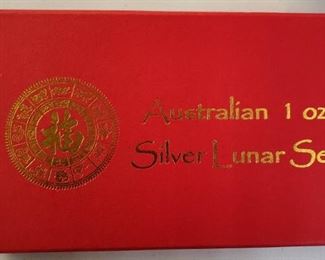 Australian 1 oz
Silver Lunar Se